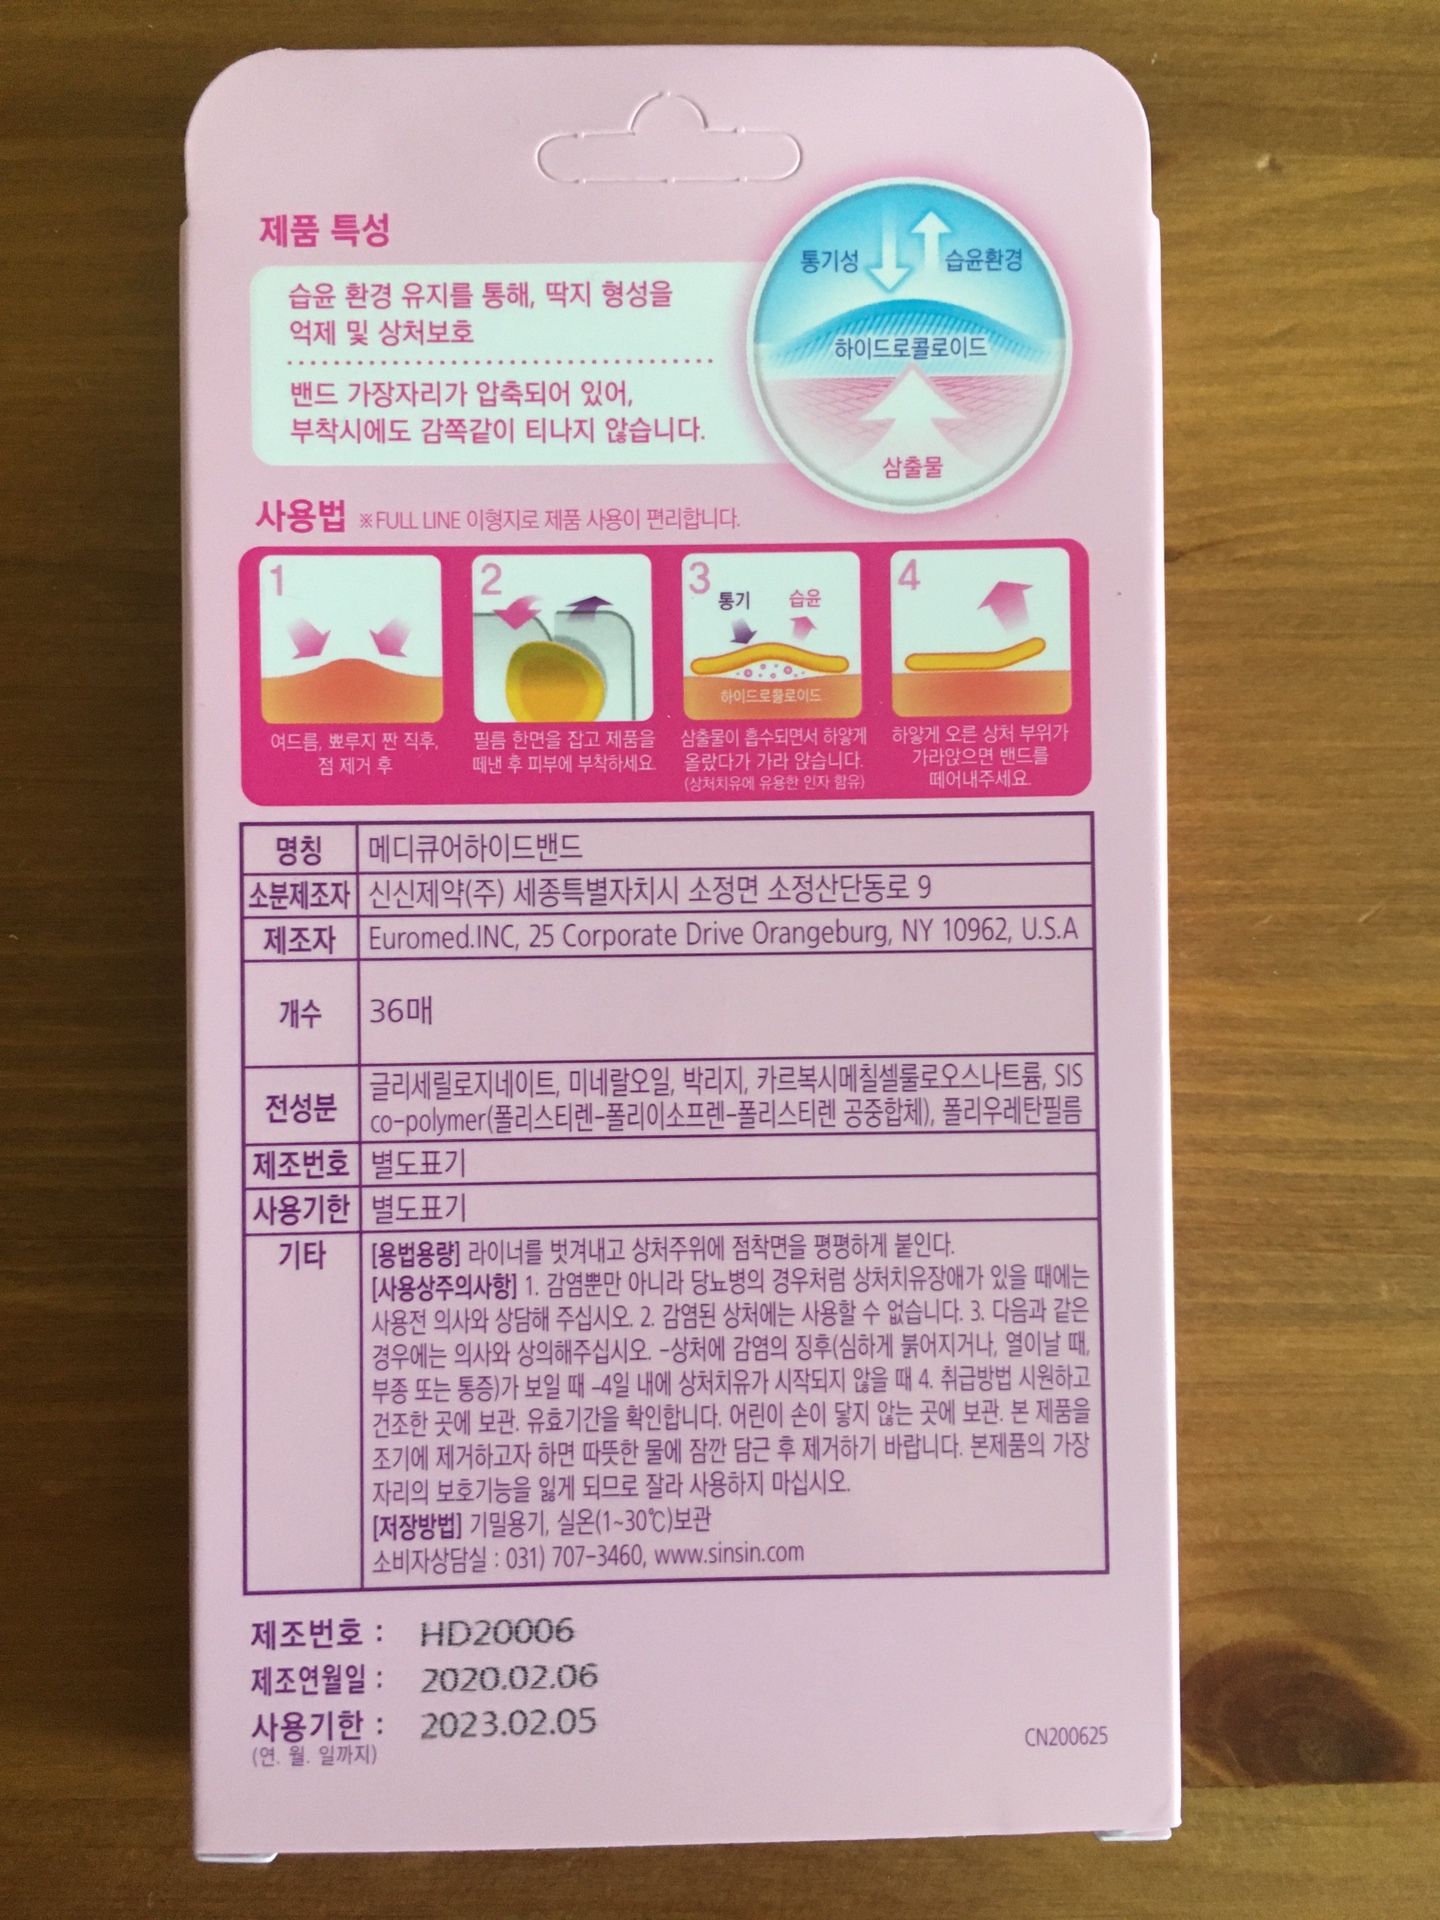 제품 특성
습윤 환경 유지를 통해, 딱지 형성을
억제 및 상처보호
밴드 가장자리가 압축되어 있어,
부착시에도 감쪽같이 티나지 않습니다.
통기성
습윤환경
하이드로콜로이드
삼출물
사용법 ※FULL LINE 이형지로 제품 사용이 편리합니다.
1
여드름, 뾰루지 짠 직후,
점 제거 후
2
필름 한면을 잡고 제품을
떼낸 후 피부에 부착하세요.
3
통기 습윤
하이드로콜로이드
삼출물이 흡수되면서 하얗게
올랐다가 가라 앉습니다.
(상처치유에 유용한 인자 함유)
4
하얗게 오른 상처 부위가
가라앉으면 밴드를
떼어내주세요.
명칭 메디큐어하이드밴드
소분제조자 신신제약(주) 세종특별자치시 소정면 소정산단동로 9
제조자 Euromed.INC, 25 Corporate Drive Orangeburg, NY 10962, U.S.A
개수 36매
전성분 글리세릴로지네이트, 미네랄오일, 박리지, 카르복시메칠셀룰로오스나트륨, SIS
co-polymer(폴리스티렌-폴리이소프렌-폴리스티렌 공중합체), 폴리우레탄필름
제조번호 별도표기
사용기한 별도표기
기타 [용법용량] 라이너를 벗겨내고 상처주위에 점착면을 평평하게 붙인다.
[사용상주의사항] 1. 감염뿐만 아니라 당뇨병의 경우처럼 상처치유장애가 있을 때에는
사용전 의사와 상담해 주십시오. 2. 감염된 상처에는 사용할 수 없습니다. 3. 다음과 같은
경우에는 의사와 상의해주십시오. -상처에 감염의 징후(심하게 붉어지거나, 열이날 때,
부종 또는 통증)가 보일 때 -4일 내에 상처치유가 시작되지 않을 때 4. 취급방법 시원하고
건조한 곳에 보관. 유효기간을 확인합니다. 어린이 손이 닿지 않는 곳에 보관. 본 제품을
조기에 제거하고자 하면 따뜻한 물에 잠깐 담근 후 제거하기 바랍니다. 본제품의 가장
자리의 보호기능을 잃게 되므로 잘라 사용하지 마십시오.
[저장방법] 기밀용기, 실온(1~30℃)보관
소비자상담실 : 031) 707-3460, www.sinsin.com
제조번호 : HD20006
제조연월일 : 2020.02.06
사용기한 : 2023.02.05
(연. 월. 일까지)
CN200625